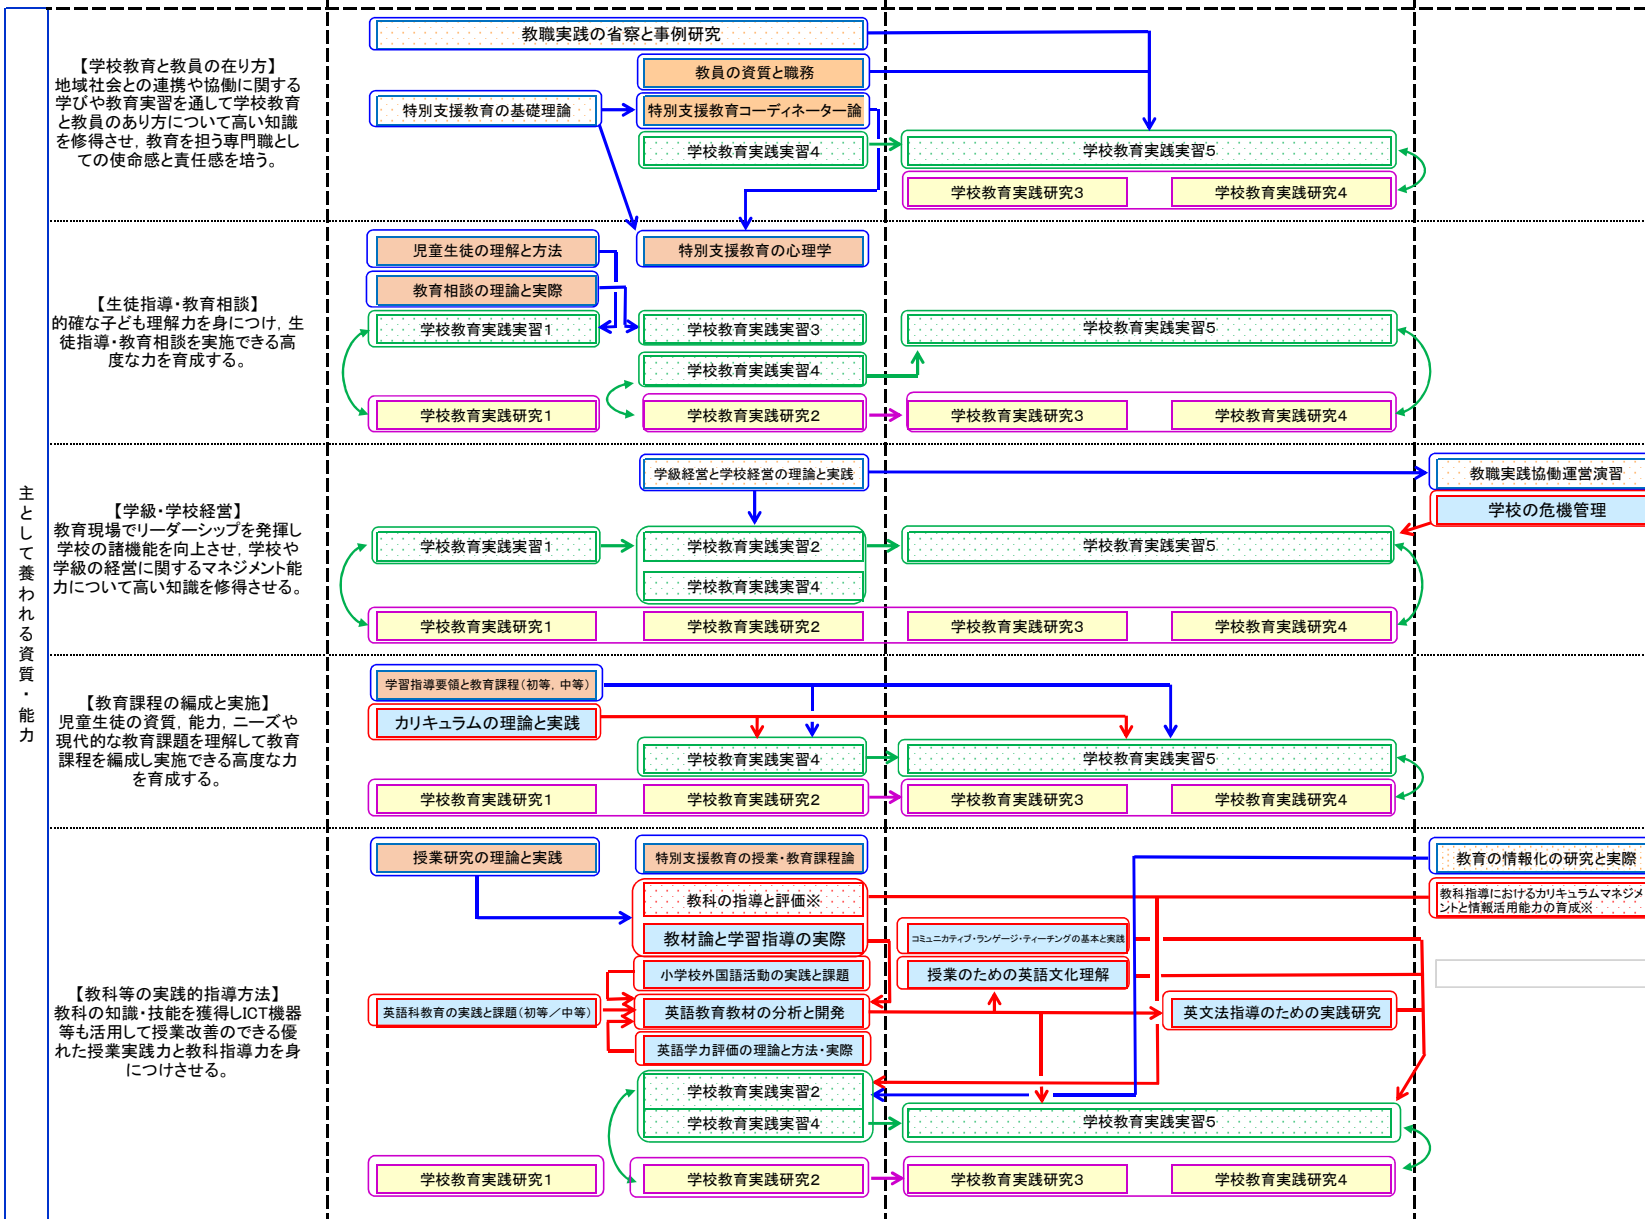 主として養われる資質・能力
【学校教育と教員の在り方】
地域社会との連携や協働に関する
学びや教育実習を通して学校教育
と教員のあり方について高い知識
を修得させ，教育を担う専門職とし
ての使命感と責任感を培う。
教職実践の省察と事例研究
教員の資質と職務
特別支援教育の基礎理論
特別支援教育コーディネーター論
学校教育実践実習4
学校教育実践実習5
学校教育実践研究3
学校教育実践研究4
【生徒指導・教育相談】
的確な子ども理解力を身につけ，生
徒指導・教育相談を実施できる高
度な力を育成する。
児童生徒の理解と方法
特別支援教育の心理学
教育相談の理論と実際
学校教育実践実習1
学校教育実践実習3
学校教育実践実習5
学校教育実践実習4
学校教育実践研究1
学校教育実践研究2
学校教育実践研究3
学校教育実践研究4
【学級・学校経営】
教育現場でリーダーシップを発揮し
学校の諸機能を向上させ，学校や
学級の経営に関するマネジメント能
力について高い知識を修得させる。
学級経営と学校経営の理論と実践
教職実践協働運営演習
学校の危機管理
学校教育実践実習1
学校教育実践実習2
学校教育実践実習5
学校教育実践実習4
学校教育実践研究1
学校教育実践研究2
学校教育実践研究3
学校教育実践研究4
【教育課程の編成と実施】
児童生徒の資質，能力，ニーズや
現代的な教育課題を理解して教育
課程を編成し実施できる高度な力
を育成する。
学習指導要領と教育課程（初等，中等）
カリキュラムの理論と実践
学校教育実践実習4
学校教育実践実習5
学校教育実践研究1
学校教育実践研究2
学校教育実践研究3
学校教育実践研究4
【教科等の実践的指導方法】
教科の知識・技能を獲得しICT機器
等も活用して授業改善のできる優
れた授業実践力と教科指導力を身
につけさせる。
授業研究の理論と実践
特別支援教育の授業・教育課程論
教育の情報化の研究と実際
教科の指導と評価※
教科指導におけるカリキュラムマネジメ
ントと情報活用能力の育成※
教材論と学習指導の実際
コミュニカティブ・ランゲージ・ティーチングの基本と実践
小学校外国語活動の実践と課題
授業のための英語文化理解
英語科教育の実践と課題（初等／中等）
英語教育教材の分析と開発
英文法指導のための実践研究
英語学力評価の理論と方法・実際
学校教育実践実習2
学校教育実践実習4
学校教育実践実習5
学校教育実践研究1
学校教育実践研究2
学校教育実践研究3
学校教育実践研究4